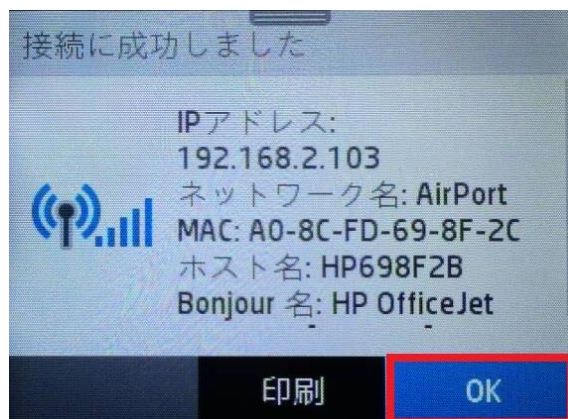 接続に成功しました
IPアドレス:
192.168.2.103
ネットワーク名: AirPort
MAC: A0-8C-FD-69-8F-2C
ホスト名: HP698F2B
Bonjour 名: HP OfficeJet
印刷
OK